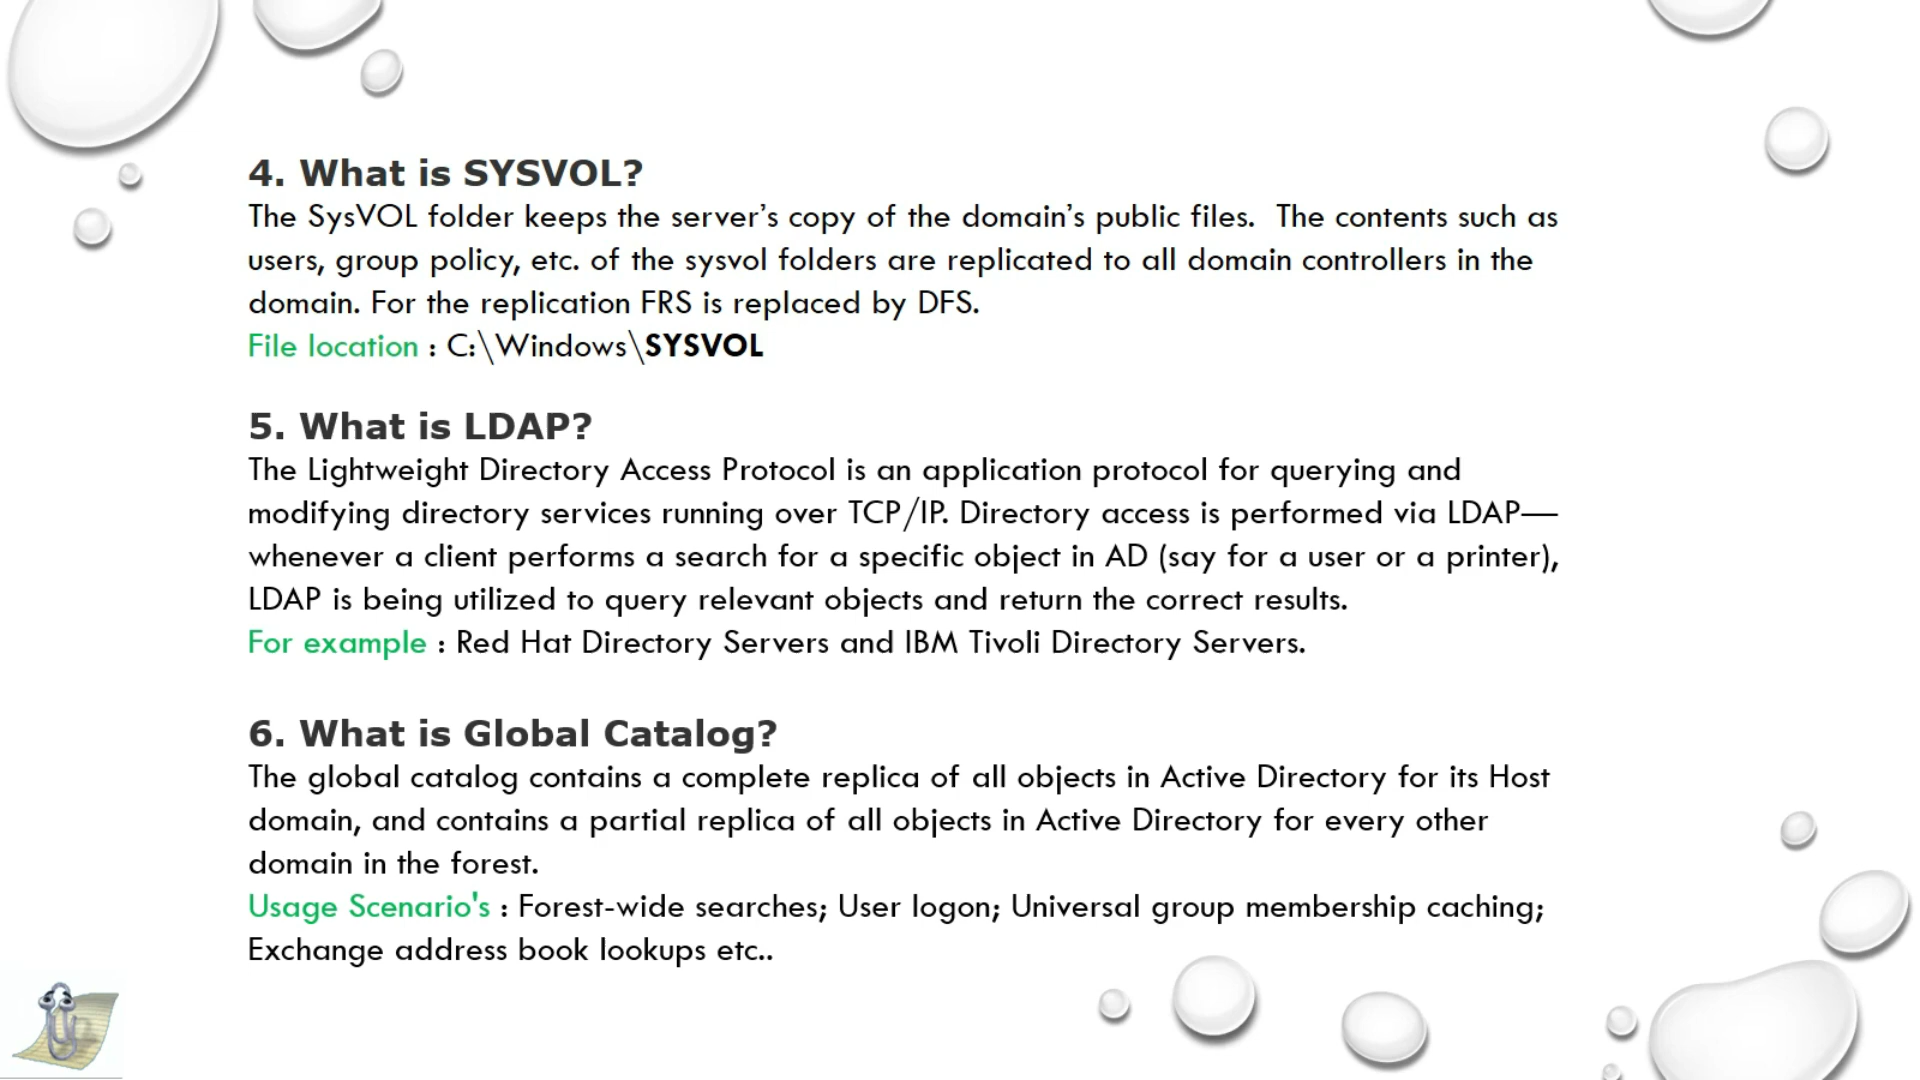 4. What is SYSVOL?
The SysVOL folder keeps the server’s copy of the domain’s public files.  The contents such as
users, group policy, etc. of the sysvol folders are replicated to all domain controllers in the
domain. For the replication FRS is replaced by DFS.
File location : C:\Windows\SYSVOL
5. What is LDAP?
The Lightweight Directory Access Protocol is an application protocol for querying and
modifying directory services running over TCP/IP. Directory access is performed via LDAP—
whenever a client performs a search for a specific object in AD (say for a user or a printer),
LDAP is being utilized to query relevant objects and return the correct results.
For example : Red Hat Directory Servers and IBM Tivoli Directory Servers.
6. What is Global Catalog?
The global catalog contains a complete replica of all objects in Active Directory for its Host
domain, and contains a partial replica of all objects in Active Directory for every other
domain in the forest.
Usage Scenario's : Forest-wide searches; User logon; Universal group membership caching;
Exchange address book lookups etc..